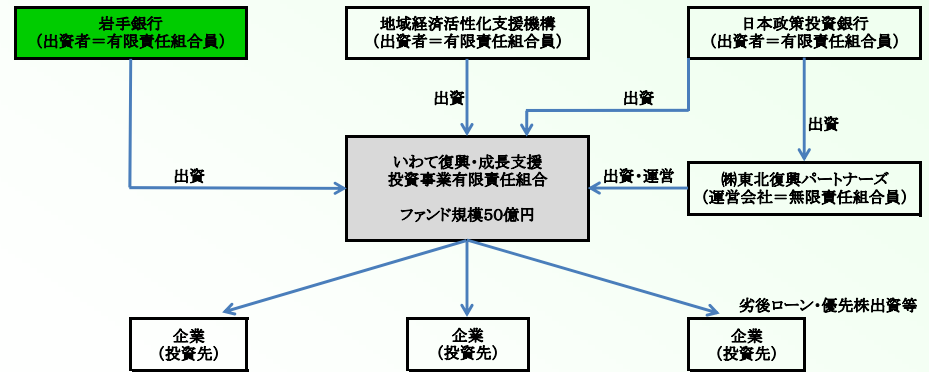 岩手銀行
（出資者＝有限責任組合員）
地域経済活性化支援機構
（出資者＝有限責任組合員）
日本政策投資銀行
（出資者＝有限責任組合員）
出資
出資
出資
いわて復興・成長支援
投資事業有限責任組合
ファンド規模50億円
出資
出資・運営
㈱東北復興パートナーズ
（運営会社＝無限責任組合員）
劣後ローン・優先株出資等
企業
（投資先）
企業
（投資先）
企業
（投資先）